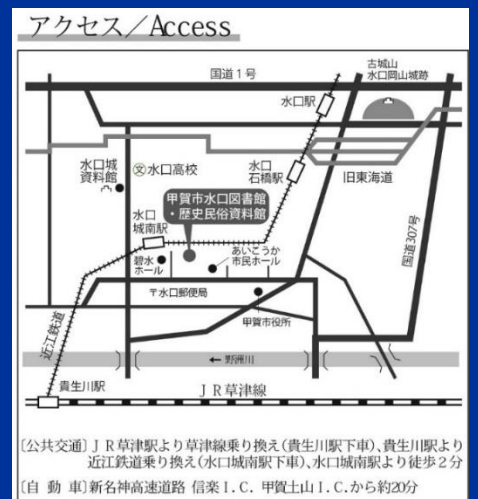 アクセス／Access
国道1号
古城山
水口岡山城跡
水口駅
水口城
資料館
㊫水口高校
水口
石橋駅
旧東海道
甲賀市水口図書館
・歴史民俗資料館
水口
城南駅
あいこうか
市民ホール
碧水
ホール
国道307号
〒水口郵便局
甲賀市役所
近江鉄道
← 野洲川
貴生川駅
ＪＲ草津線
［公共交通］ＪＲ草津駅より草津線乗り換え（貴生川駅下車）、貴生川駅より
近江鉄道乗り換え（水口城南駅下車）、水口城南駅より徒歩２分
［自 動 車］新名神高速道路 信楽Ｉ.Ｃ. 甲賀土山Ｉ.Ｃ.から約20分